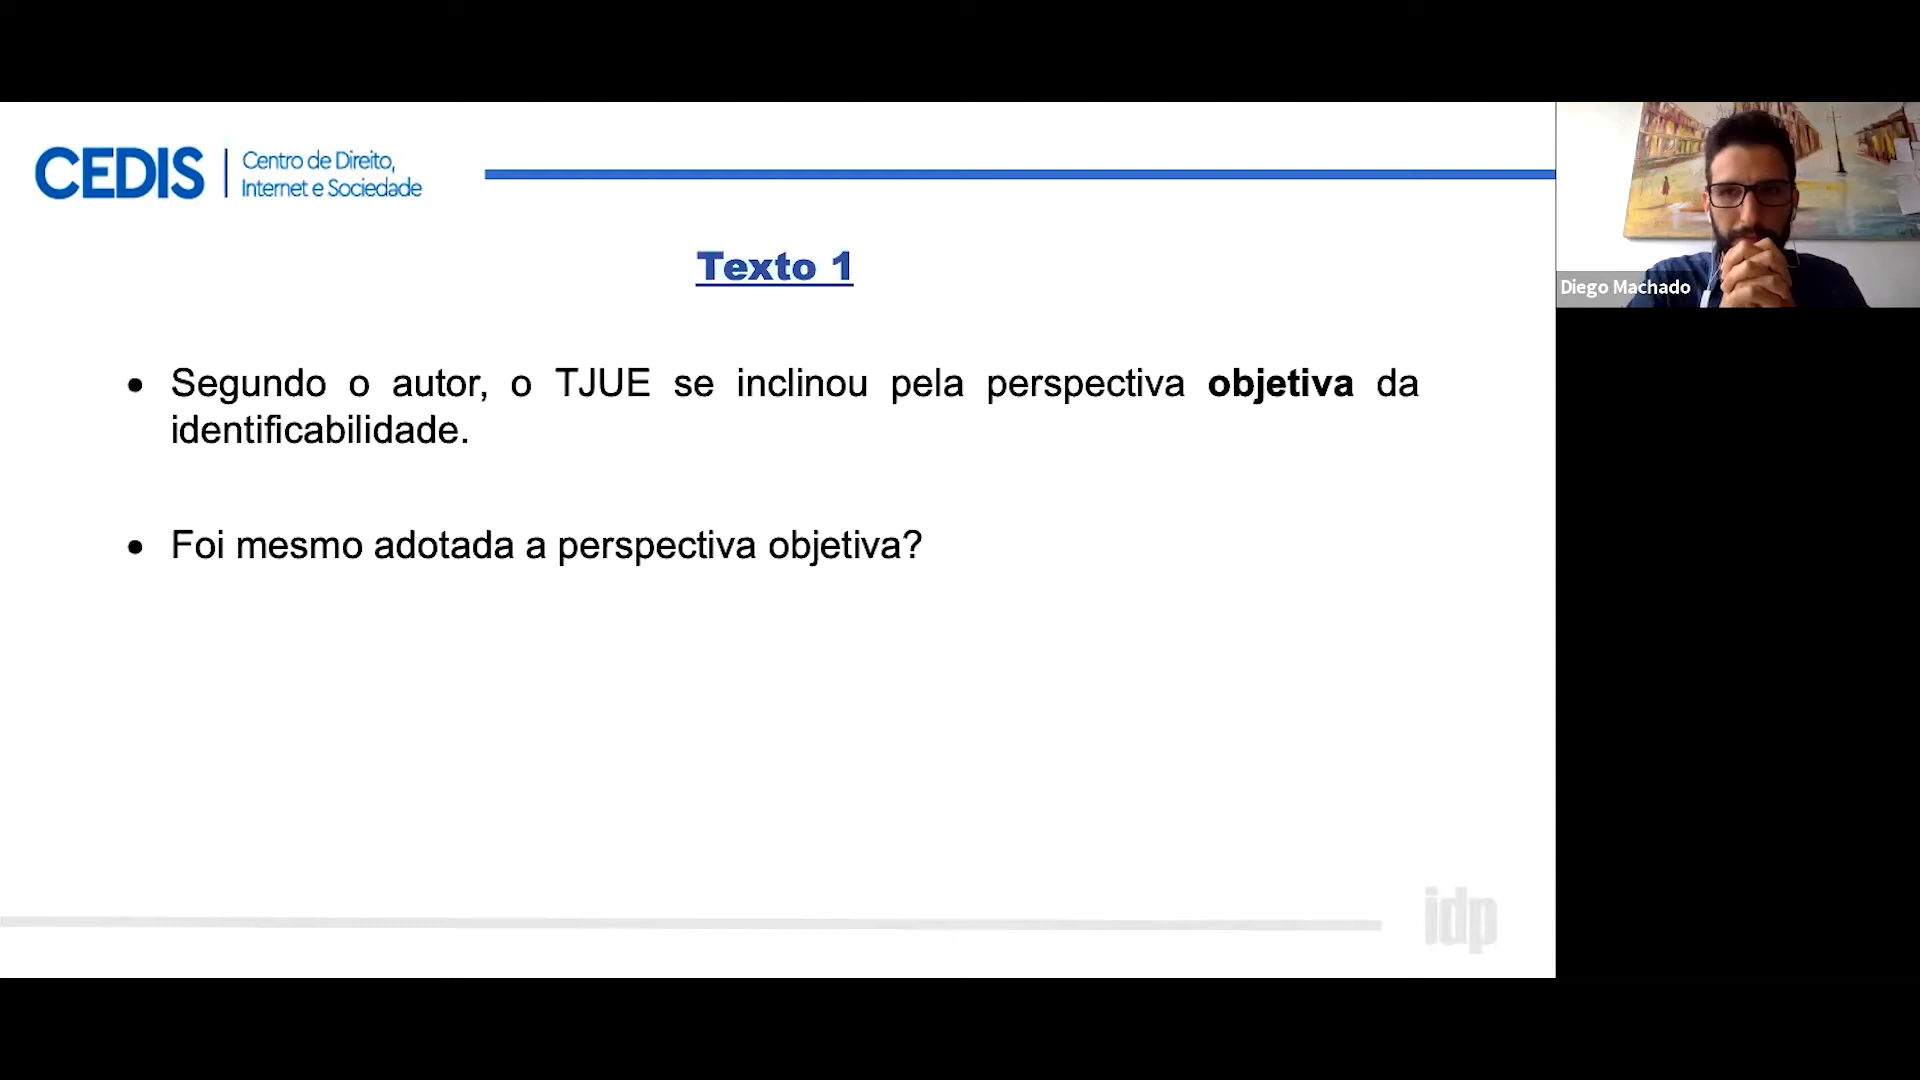 CEDIS
Centro de Direito,
Internet e Sociedade
Texto 1
• Segundo o autor, o TJUE se inclinou pela perspectiva objetiva da
identificabilidade.
• Foi mesmo adotada a perspectiva objetiva?
Diego Machado
idp